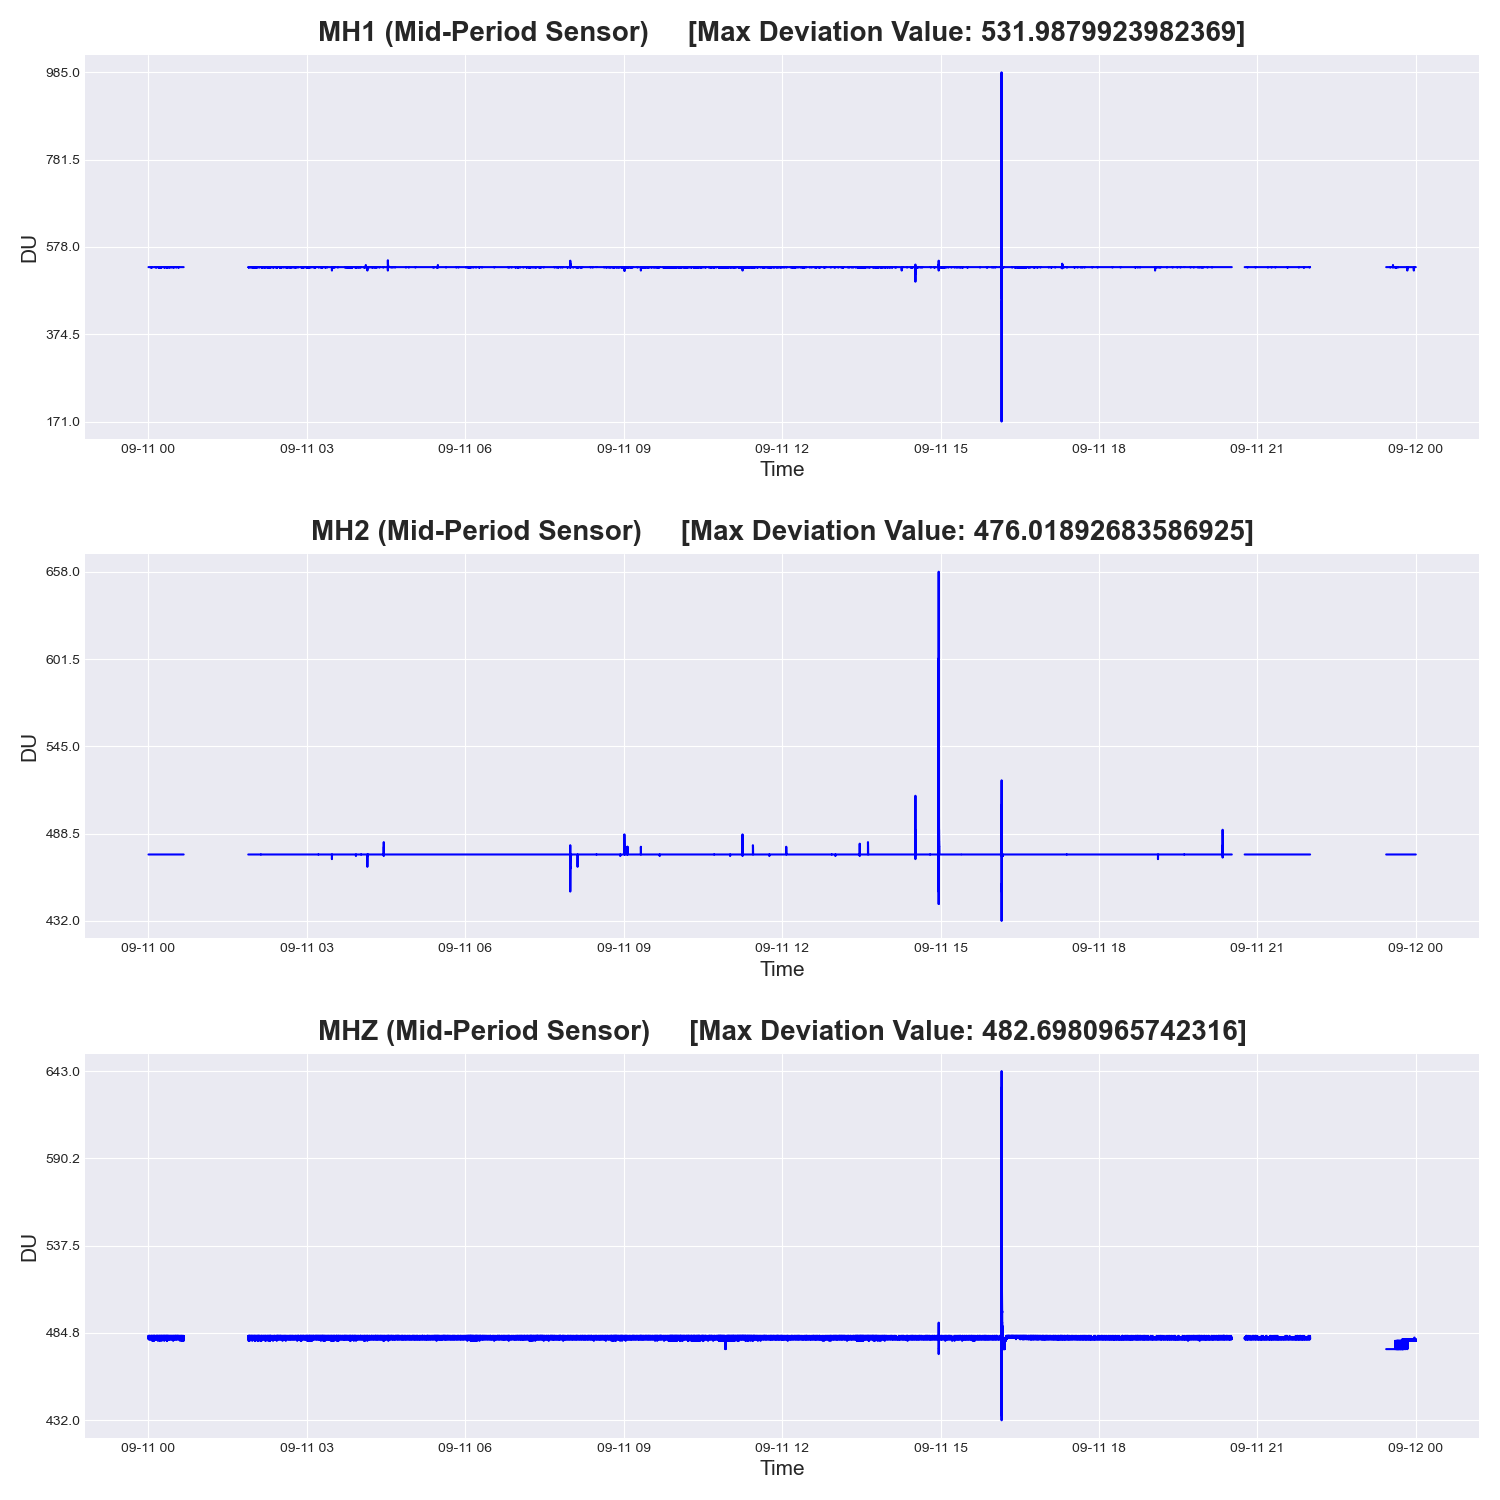 MH1 (Mid-Period Sensor) [Max Deviation Value: 531.9879923982369]
985.0
781.5
578.0
374.5
171.0
DU
09-11 00 09-11 03 09-11 06 09-11 09 09-11 12 09-11 15 09-11 18 09-11 21 09-12 00
Time
MH2 (Mid-Period Sensor) [Max Deviation Value: 476.01892683586925]
658.0
601.5
545.0
488.5
432.0
DU
09-11 00 09-11 03 09-11 06 09-11 09 09-11 12 09-11 15 09-11 18 09-11 21 09-12 00
Time
MHZ (Mid-Period Sensor) [Max Deviation Value: 482.6980965742316]
643.0
590.2
537.5
484.8
432.0
DU
09-11 00 09-11 03 09-11 06 09-11 09 09-11 12 09-11 15 09-11 18 09-11 21 09-12 00
Time